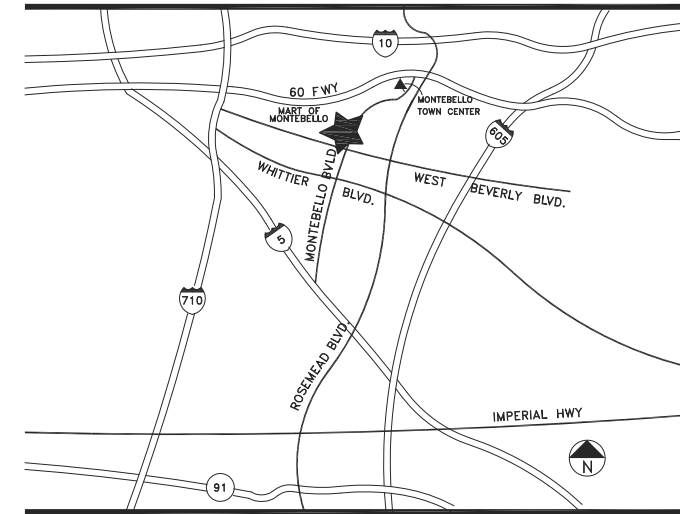 10
60 FWY
MART OF
MONTEBELLO
MONTEBELLO
TOWN CENTER
605
WHITTIER BLVD.
WEST BEVERLY BLVD.
MONTEBELLO BVLD.
5
710
ROSEMEAD BLVD.
IMPERIAL HWY
N
91